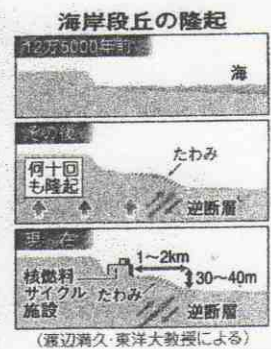 海岸段丘の隆起
12万5000年前
海
その後
たわみ
何十回
も隆起
逆断層
現在
1〜2km
核燃料
サイクル
施設
たわみ
30〜40m
逆断層
(渡辺満久・東洋大教授による)